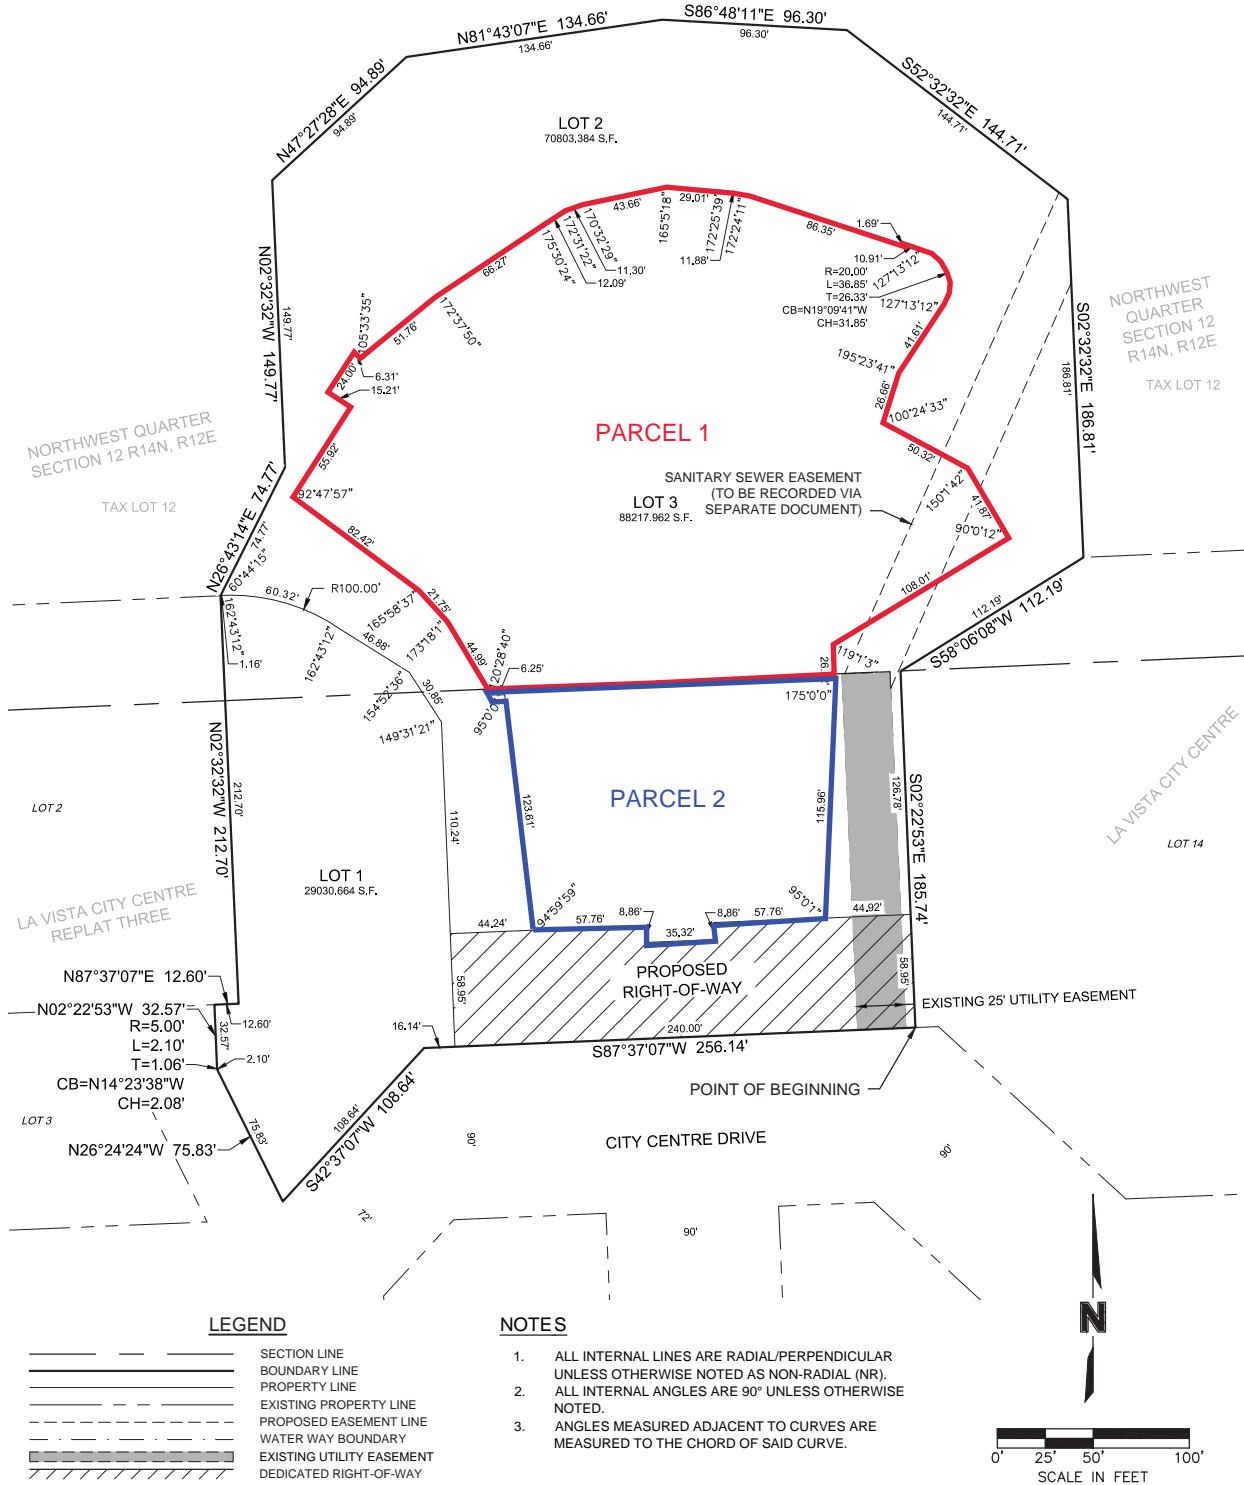 S86°48'11"E 96.30'
96.30'
N81°43'07"E 134.66'
134.66'
N47°27'28"E 94.89'
94.89'
S52°32'32"E 144.71'
144.71'
LOT 2
70803.384 S.F.
43.66'
165°5'18"
29.01'
172°25'39"
172°24'11"
11.88'
86.35'
1.69'
10.91'
127°13'12"
R=20.00'
L=36.85'
T=26.33'
CB=N19°09'41"W
CH=31.85'
127°13'12"
170°32'29"
172°31'22"
175°30'24"
11.30'
12.09'
66.27'
172°37'50"
51.76'
105°33'35"
24.00'
6.31'
15.21'
N02°32'32"W 149.77'
149.77'
41.61'
195°23'41"
26.66'
100°24'33"
50.32'
150°1'42"
41.87'
90°0'12"
S02°32'32"E 186.81'
186.81'
NORTHWEST
QUARTER
SECTION 12
R14N, R12E
TAX LOT 12
NORTHWEST QUARTER
SECTION 12 R14N, R12E
TAX LOT 12
PARCEL 1
LOT 3
88217.962 S.F.
SANITARY SEWER EASEMENT
(TO BE RECORDED VIA
SEPARATE DOCUMENT)
55.92'
92°47'57"
82.42'
N26°43'14"E 74.77'
74.77'
60°44'15"
60.32'
R100.00'
162°43'12"
1.16'
162°43'12"
46.88'
165°58'37"
21.75'
173°18'1"
44.99'
154°52'36"
30.85'
149°31'21"
20°28'40"
6.25'
108.01'
112.19'
S58°06'08"W 112.19'
119°1'3"
175°0'0"
N02°32'32"W 212.70'
212.70'
110.24'
123.61'
PARCEL 2
115.96'
126.78'
S02°22'53"E 185.74'
LA VISTA CITY CENTRE
LOT 14
LOT 2
LOT 1
29030.664 S.F.
LA VISTA CITY CENTRE
REPLAT THREE
44.24'
94°59'59"
57.76'
8.86'
35.32'
8.86'
57.76'
95°0'1"
44.92'
58.95'
58.95'
PROPOSED
RIGHT-OF-WAY
EXISTING 25' UTILITY EASEMENT
N87°37'07"E 12.60'
N02°22'53"W 32.57'
R=5.00'
L=2.10'
T=1.06'
CB=N14°23'38"W
CH=2.08'
32.57'
12.60'
2.10'
16.14'
240.00'
S87°37'07"W 256.14'
POINT OF BEGINNING
LOT 3
N26°24'24"W 75.83'
75.83'
108.64'
S42°37'07"W 108.64'
CITY CENTRE DRIVE
90'
90'
72'
90'
LEGEND
SECTION LINE
BOUNDARY LINE
PROPERTY LINE
EXISTING PROPERTY LINE
PROPOSED EASEMENT LINE
WATER WAY BOUNDARY
EXISTING UTILITY EASEMENT
DEDICATED RIGHT-OF-WAY
NOTES
1. ALL INTERNAL LINES ARE RADIAL/PERPENDICULAR
UNLESS OTHERWISE NOTED AS NON-RADIAL (NR).
2. ALL INTERNAL ANGLES ARE 90° UNLESS OTHERWISE
NOTED.
3. ANGLES MEASURED ADJACENT TO CURVES ARE
MEASURED TO THE CHORD OF SAID CURVE.
N
0' 25' 50' 100'
SCALE IN FEET